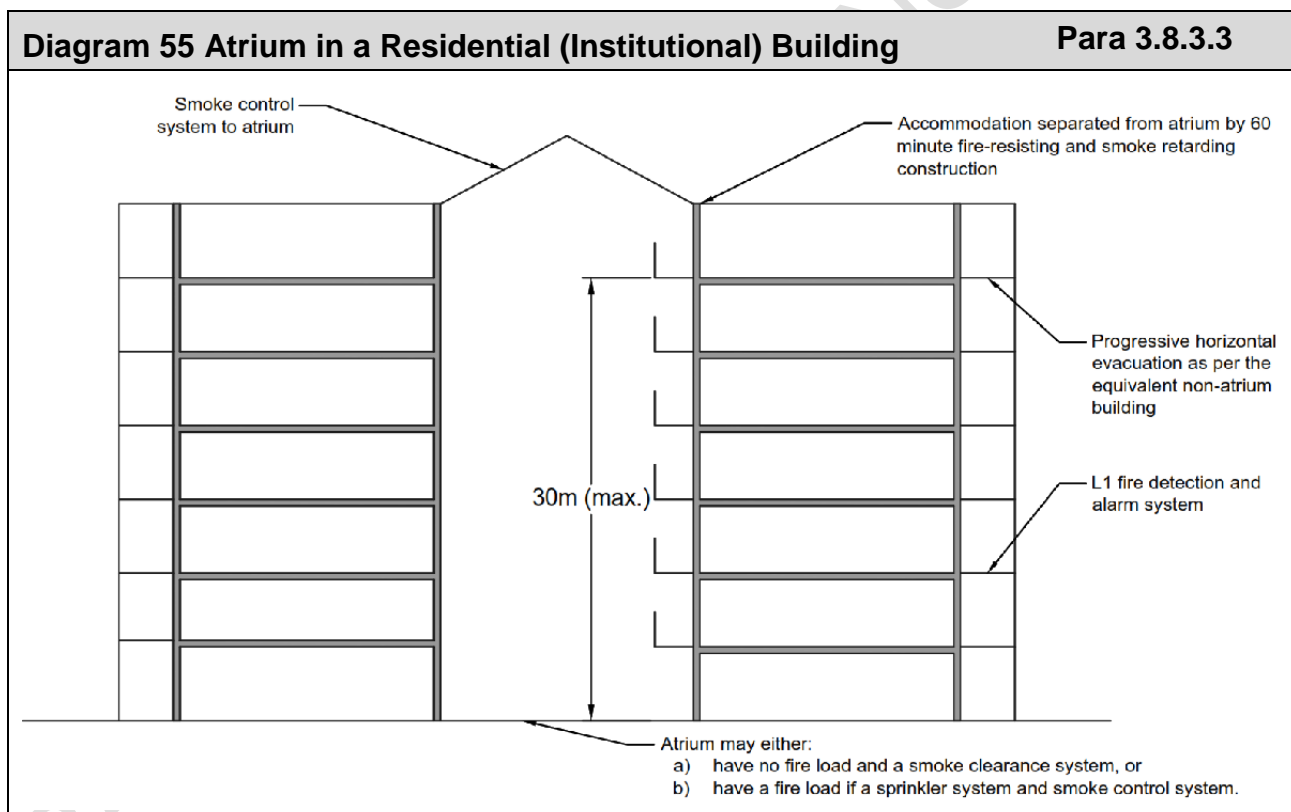 Diagram 55 Atrium in a Residential (Institutional) Building
Para 3.8.3.3
Smoke control
system to atrium
Accommodation separated from atrium by 60
minute fire-resisting and smoke retarding
construction
Progressive horizontal
evacuation as per the
equivalent non-atrium
building
30m (max.)
L1 fire detection and
alarm system
Atrium may either:
a) have no fire load and a smoke clearance system, or
b) have a fire load if a sprinkler system and smoke control system.